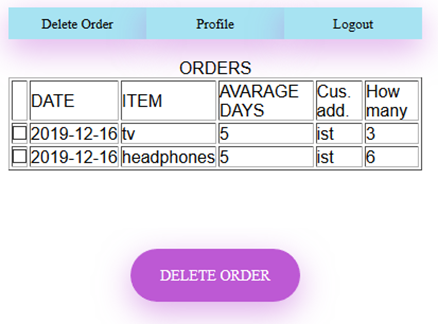 Delete Order Profile Logout
ORDERS
DATE ITEM AVARAGE DAYS Cus. add. How many
2019-12-16 tv 5 ist 3
2019-12-16 headphones 5 ist 6
DELETE ORDER